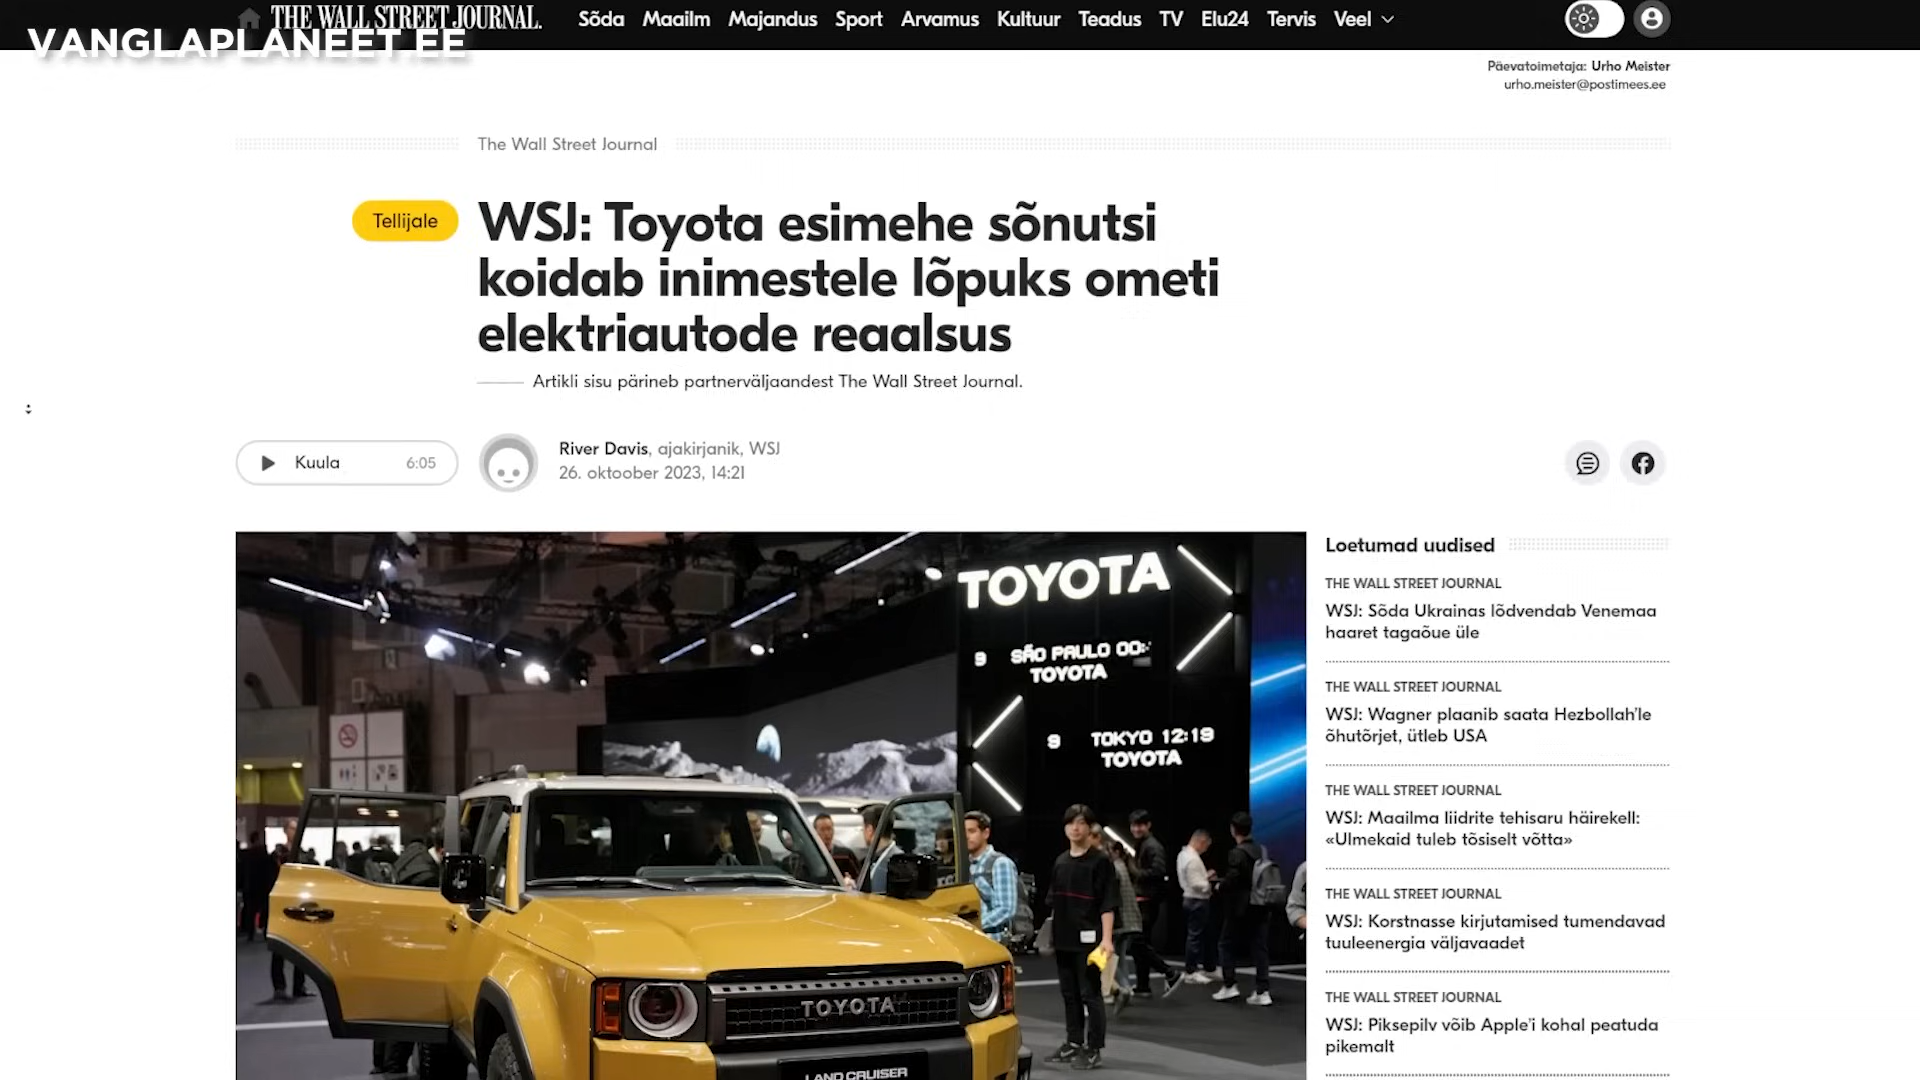 THE WALL STREET JOURNAL.
Sõda Maailm Majandus Sport Arvamus Kultuur Teadus TV Elu24 Tervis Veel
VANGLAPLANEET.EE
Päevatoimetaja: Urho Meister
urho.meister@postimees.ee
The Wall Street Journal
Tellijale
WSJ: Toyota esimehe sõnutsi
koidab inimestele lõpuks ometi
elektriautode reaalsus
Artikli sisu pärineb partnerväljaandest The Wall Street Journal.
Kuula 6:05
River Davis, ajakirjanik, WSJ
26. oktoober 2023, 14:21
TOYOTA
9 SÃO PAULO 00:
TOYOTA
9 TOKYO 12:19
TOYOTA
TOYOTA
LAND CRUISER
Loetumad uudised
THE WALL STREET JOURNAL
WSJ: Sõda Ukrainas lõdvendab Venemaa
haaret tagaõue üle
THE WALL STREET JOURNAL
WSJ: Wagner plaanib saata Hezbollah'le
õhutõrjet, ütleb USA
THE WALL STREET JOURNAL
WSJ: Maailma liidrite tehisaru häirekell:
«Ulmekaid tuleb tõsiselt võtta»
THE WALL STREET JOURNAL
WSJ: Korstnasse kirjutamised tumendavad
tuuleenergia väljavaadet
THE WALL STREET JOURNAL
WSJ: Piksepilv võib Apple'i kohal peatuda
pikemalt